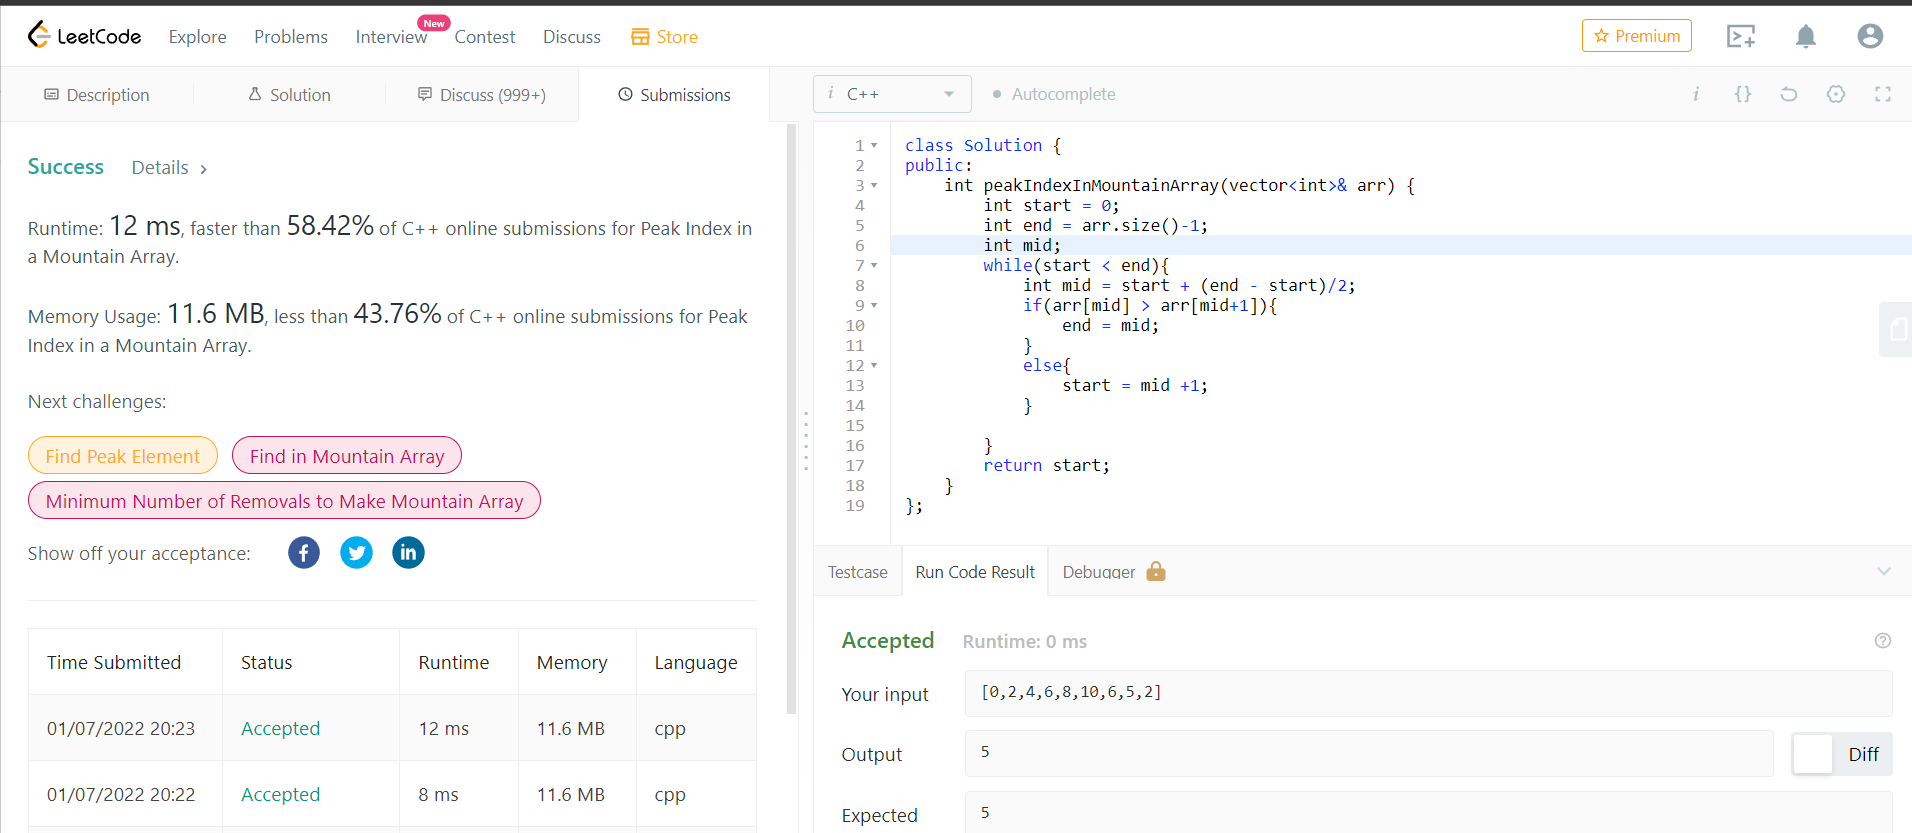 LeetCode Explore Problems Interview New Contest Discuss Store Premium
Description Solution Discuss (999+) Submissions
i C++ Autocomplete i {}
Success Details >
Runtime: 12 ms, faster than 58.42% of C++ online submissions for Peak Index in
a Mountain Array.
Memory Usage: 11.6 MB, less than 43.76% of C++ online submissions for Peak
Index in a Mountain Array.
Next challenges:
Find Peak Element Find in Mountain Array
Minimum Number of Removals to Make Mountain Array
Show off your acceptance: f in
Time Submitted Status Runtime Memory Language
01/07/2022 20:23 Accepted 12 ms 11.6 MB cpp
01/07/2022 20:22 Accepted 8 ms 11.6 MB cpp
1 class Solution {
2 public:
3     int peakIndexInMountainArray(vector<int>& arr) {
4         int start = 0;
5         int end = arr.size()-1;
6         int mid;
7         while(start < end){
8             int mid = start + (end - start)/2;
9             if(arr[mid] > arr[mid+1]){
10                 end = mid;
11             }
12             else{
13                 start = mid +1;
14             }
15
16         }
17         return start;
18     }
19 };
Testcase Run Code Result Debugger
Accepted Runtime: 0 ms ?
Your input [0,2,4,6,8,10,6,5,2]
Output 5 Diff
Expected 5